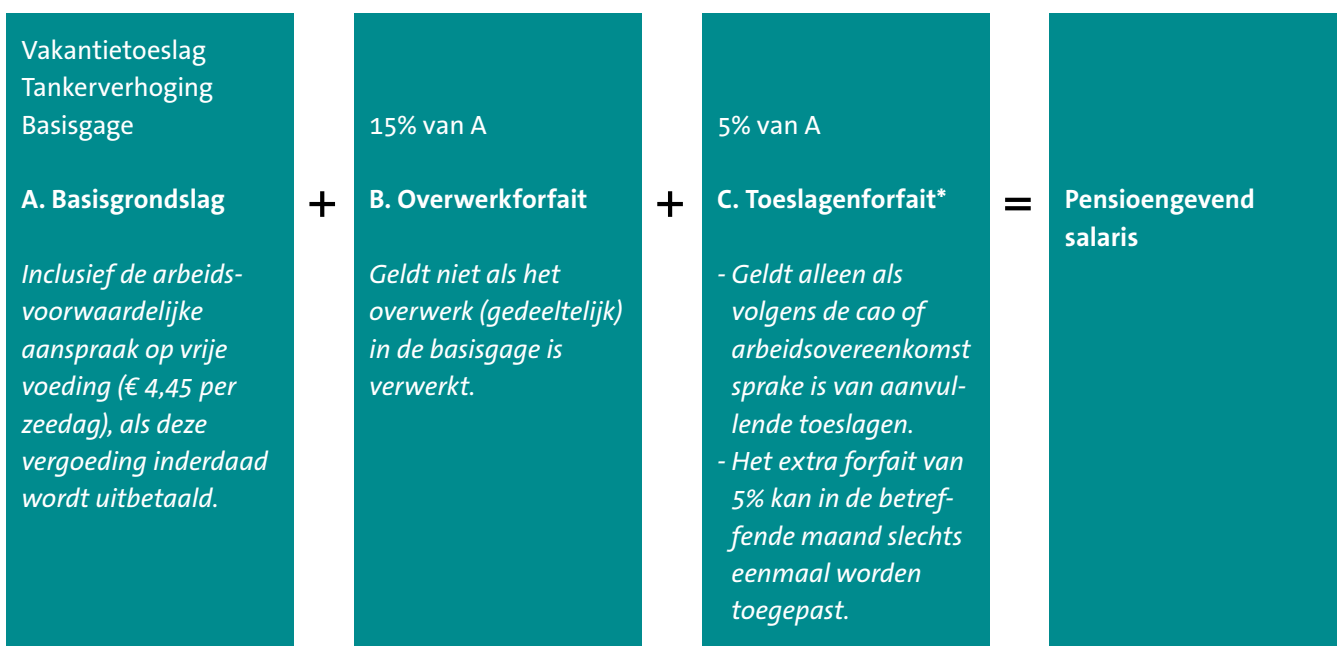 Vakantietoeslag
Tankerverhoging
Basisgage
A. Basisgrondslag
Inclusief de arbeids-
voorwaardelijke
aanspraak op vrije
voeding (€ 4,45 per
zeedag), als deze
vergoeding inderdaad
wordt uitbetaald.
+
15% van A
B. Overwerkforfait
Geldt niet als het
overwerk (gedeeltelijk)
in de basisgage is
verwerkt.
+
5% van A
C. Toeslagenforfait*
- Geldt alleen als
volgens de cao of
arbeidsovereenkomst
sprake is van aanvul-
lende toeslagen.
- Het extra forfait van
5% kan in de betref-
fende maand slechts
eenmaal worden
toegepast.
=
Pensioengevend
salaris